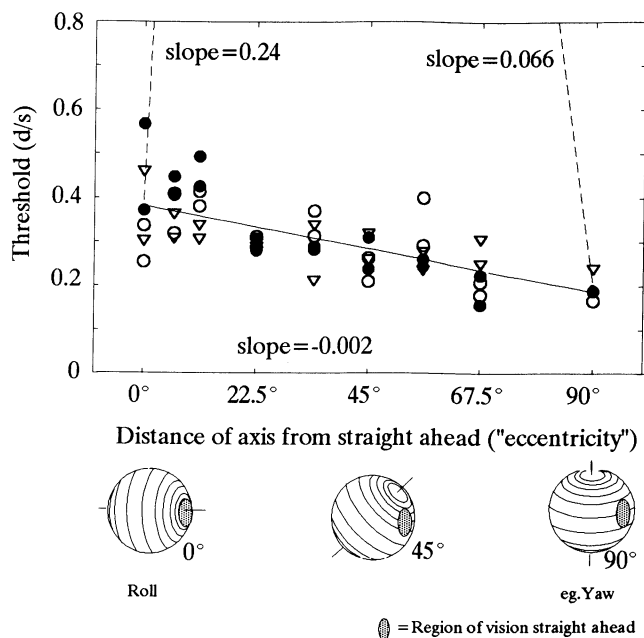 0.8
slope=0.24
slope=0.066
0.6
Threshold (d/s)
0.4
0.2
slope=-0.002
0
0° 22.5° 45° 67.5° 90°
Distance of axis from straight ahead ("eccentricity")
0° 45° 90°
Roll eg.Yaw
= Region of vision straight ahead